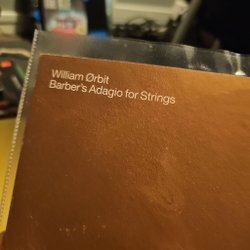 William Ørbit
Barber's Adagio for Strings